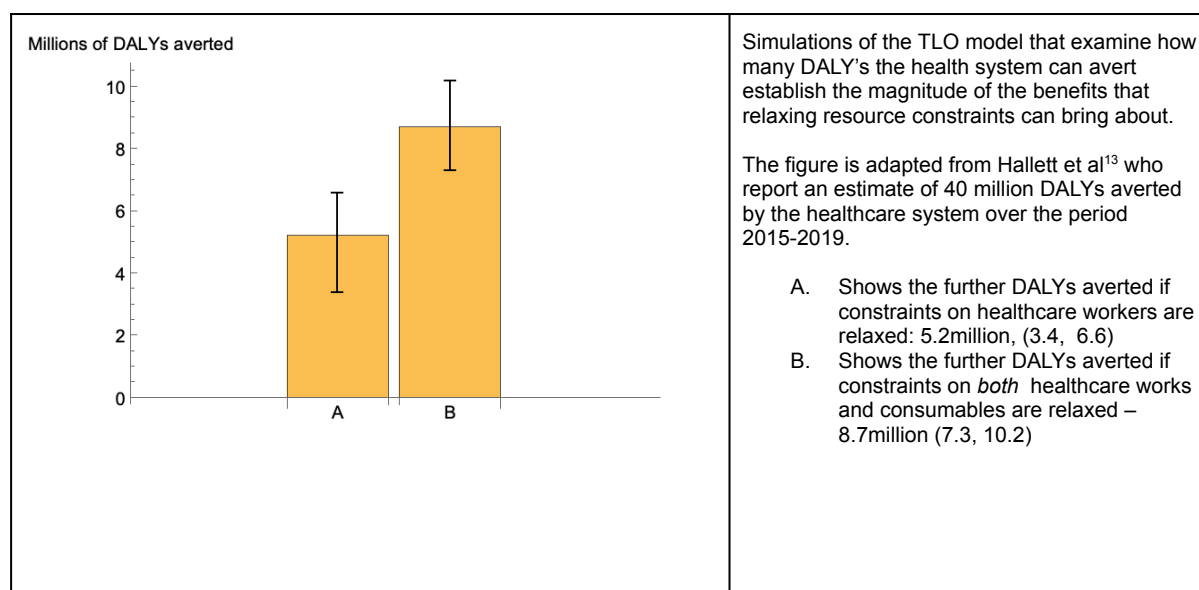 Millions of DALYs averted
10
8
6
4
2
0
A
B
Simulations of the TLO model that examine how
many DALY’s the health system can avert
establish the magnitude of the benefits that
relaxing resource constraints can bring about.
The figure is adapted from Hallett et al13 who
report an estimate of 40 million DALYs averted
by the healthcare system over the period
2015-2019.
A. Shows the further DALYs averted if
constraints on healthcare workers are
relaxed: 5.2million, (3.4, 6.6)
B. Shows the further DALYs averted if
constraints on both healthcare works
and consumables are relaxed –
8.7million (7.3, 10.2)